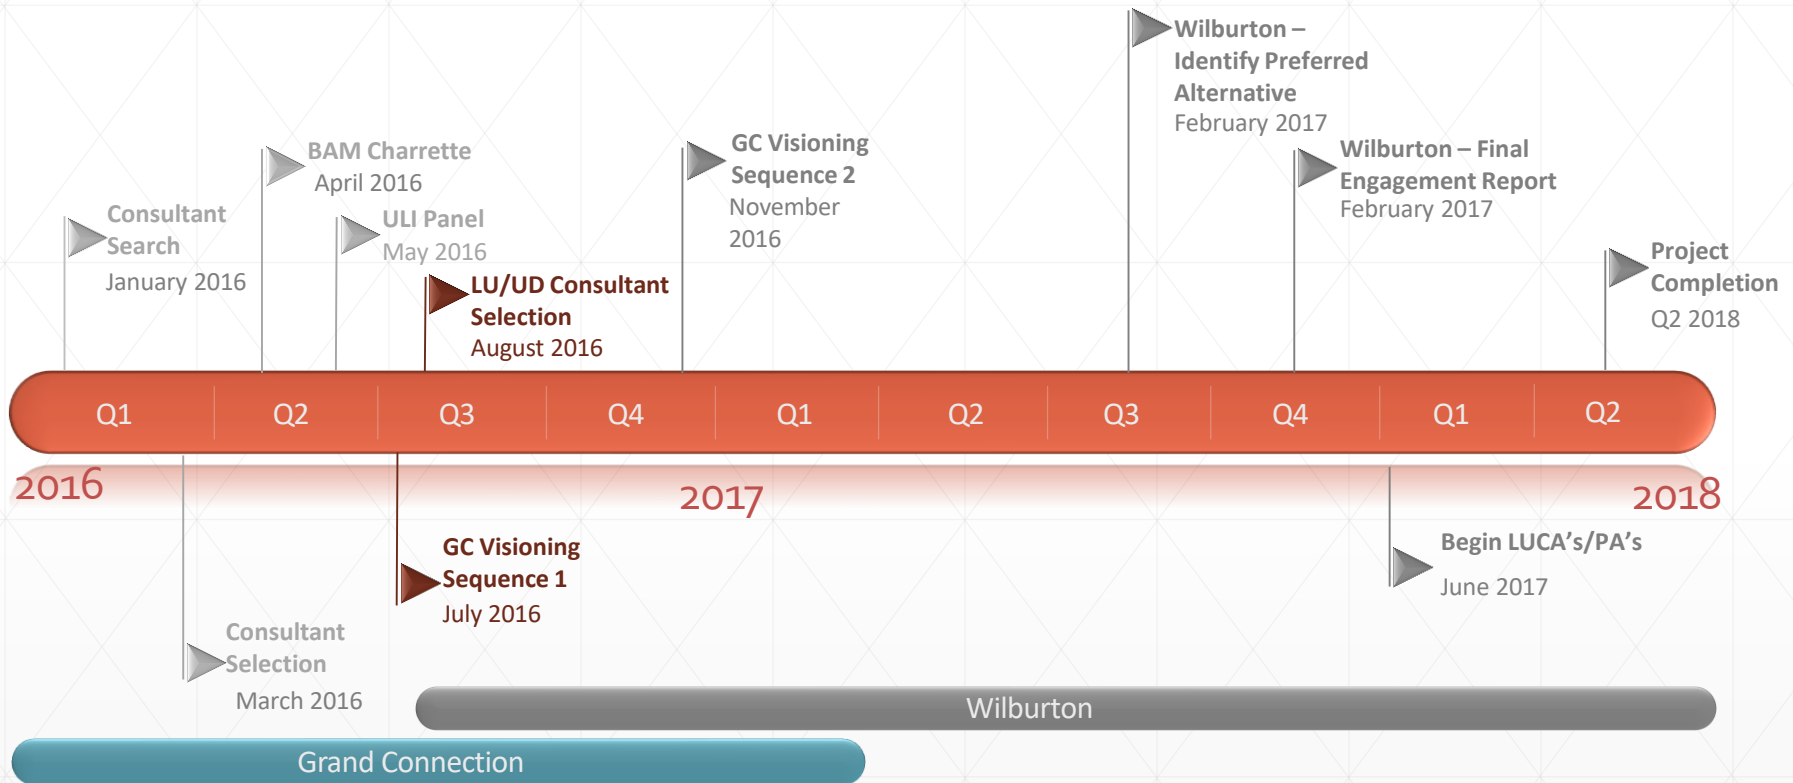 Wilburton –
Identify Preferred
Alternative
February 2017
BAM Charrette
April 2016
GC Visioning
Sequence 2
November
2016
Wilburton – Final
Engagement Report
February 2017
Consultant
Search
January 2016
ULI Panel
May 2016
LU/UD Consultant
Selection
August 2016
Project
Completion
Q2 2018
Q1 Q2 Q3 Q4 Q1 Q2 Q3 Q4 Q1 Q2
2016 2017 2018
GC Visioning
Sequence 1
July 2016
Begin LUCA’s/PA’s
June 2017
Consultant
Selection
March 2016
Wilburton
Grand Connection